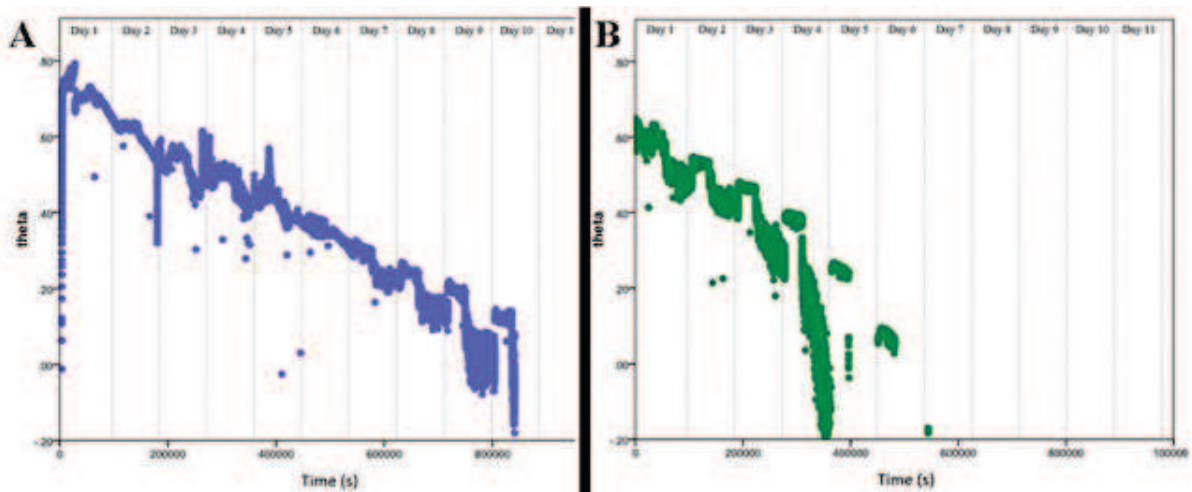 A
Day 1 Day 2 Day 3 Day 4 Day 5 Day 6 Day 7 Day 8 Day 9 Day 10 Day 1
.80
.60
.40
.20
.00
-.20
theta
0 200000 400000 600000 800000
Time (s)
B
Day 1 Day 2 Day 3 Day 4 Day 5 Day 6 Day 7 Day 8 Day 9 Day 10 Day 11
.80
.60
.40
.20
.00
-.20
theta
0 200000 400000 600000 800000 100000
Time (s)